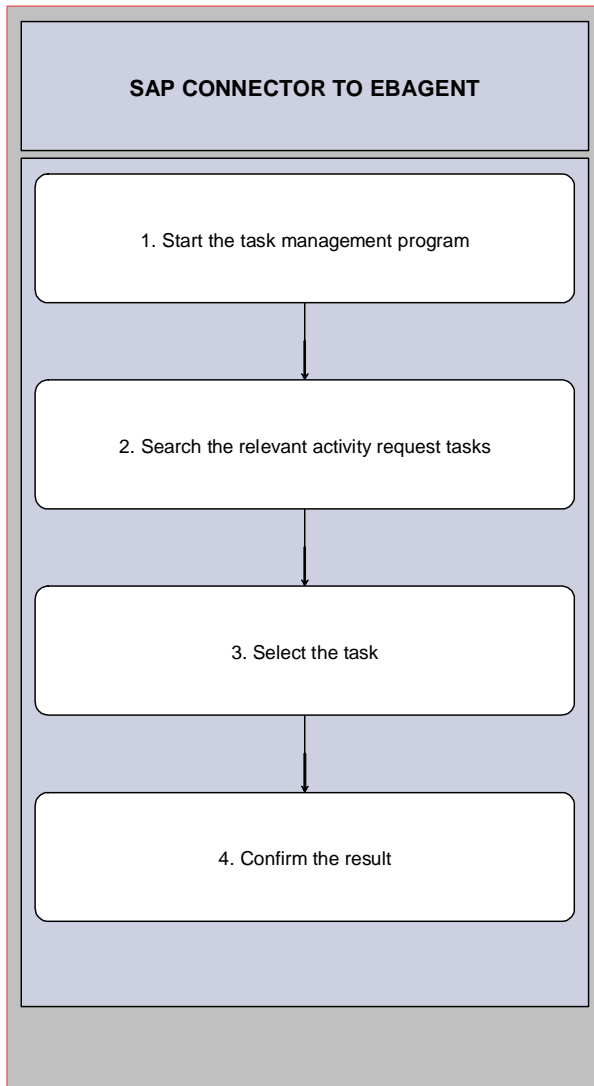 SAP CONNECTOR TO EBAGENT
1. Start the task management program
2. Search the relevant activity request tasks
3. Select the task
4. Confirm the result